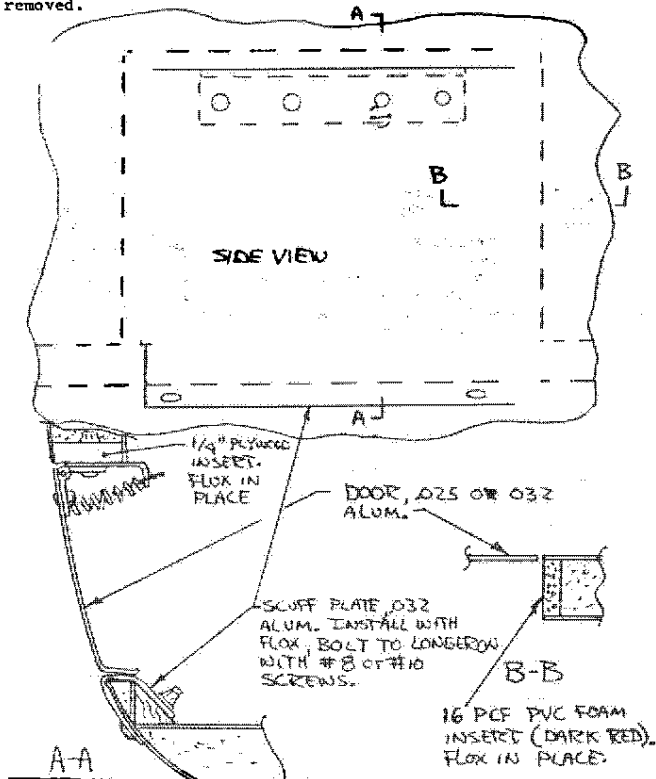 removed.
A
B
B
SIDE VIEW
A
1/4" PLYWOOD
INSERT.
FLOX IN
PLACE
DOOR, .025 OR .032
ALUM.
SCUFF PLATE, .032
ALUM. INSTALL WITH
FLOX, BOLT TO LONGERON
WITH #8 OR #10
SCREWS.
B-B
16 PCF PVC FOAM
INSERT (DARK RED).
FLOX IN PLACE.
A-A